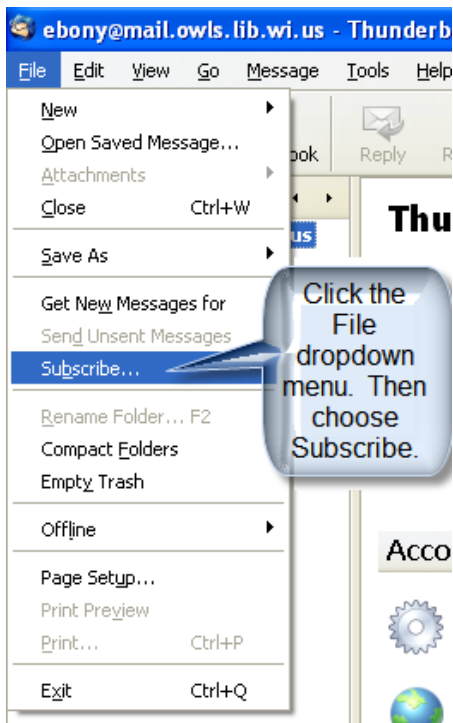 ebony@mail.owls.lib.wi.us - Thunderb
File Edit View Go Message Tools Help
New
Open Saved Message...
Attachments
Close Ctrl+W
Save As
Get New Messages for
Send Unsent Messages
Subscribe...
Rename Folder... F2
Compact Folders
Empty Trash
Offline
Page Setup...
Print Preview
Print... Ctrl+P
Exit Ctrl+Q
ook Reply R
us
Thu
Click the
File
dropdown
menu. Then
choose
Subscribe.
Acco